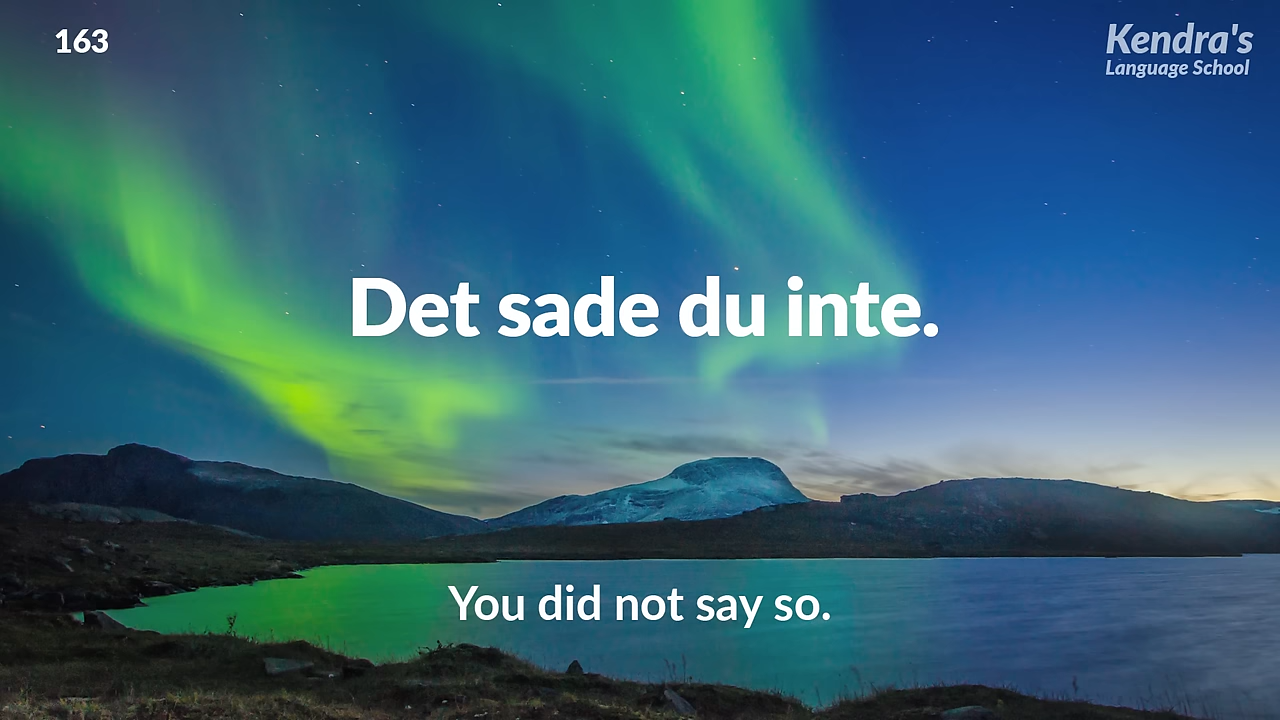 163
Kendra's
Language School
Det sade du inte.
You did not say so.